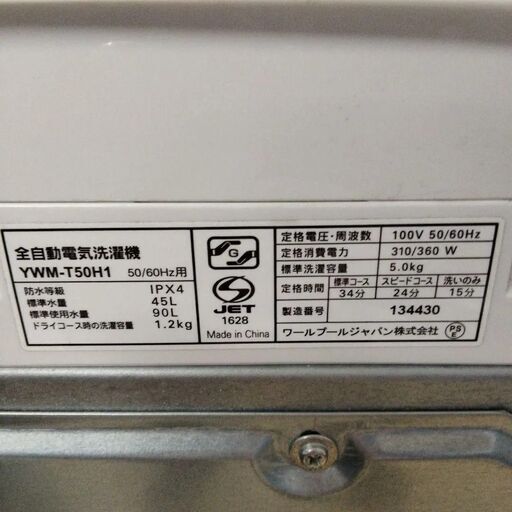 全自動電気洗濯機
YWM-T50H1 50/60Hz用
防水等級 IPX4
標準水量 45L
標準使用水量 90L
ドライコース時の洗濯容量 1.2kg
G
JET
1628
Made in China
定格電圧・周波数 100V 50/60Hz
定格消費電力 310/360 W
標準洗濯容量 5.0kg
定格時間 標準コース スピードコース 洗いのみ
34分 24分 15分
製造番号 134430
ワールプールジャパン株式会社 PSE